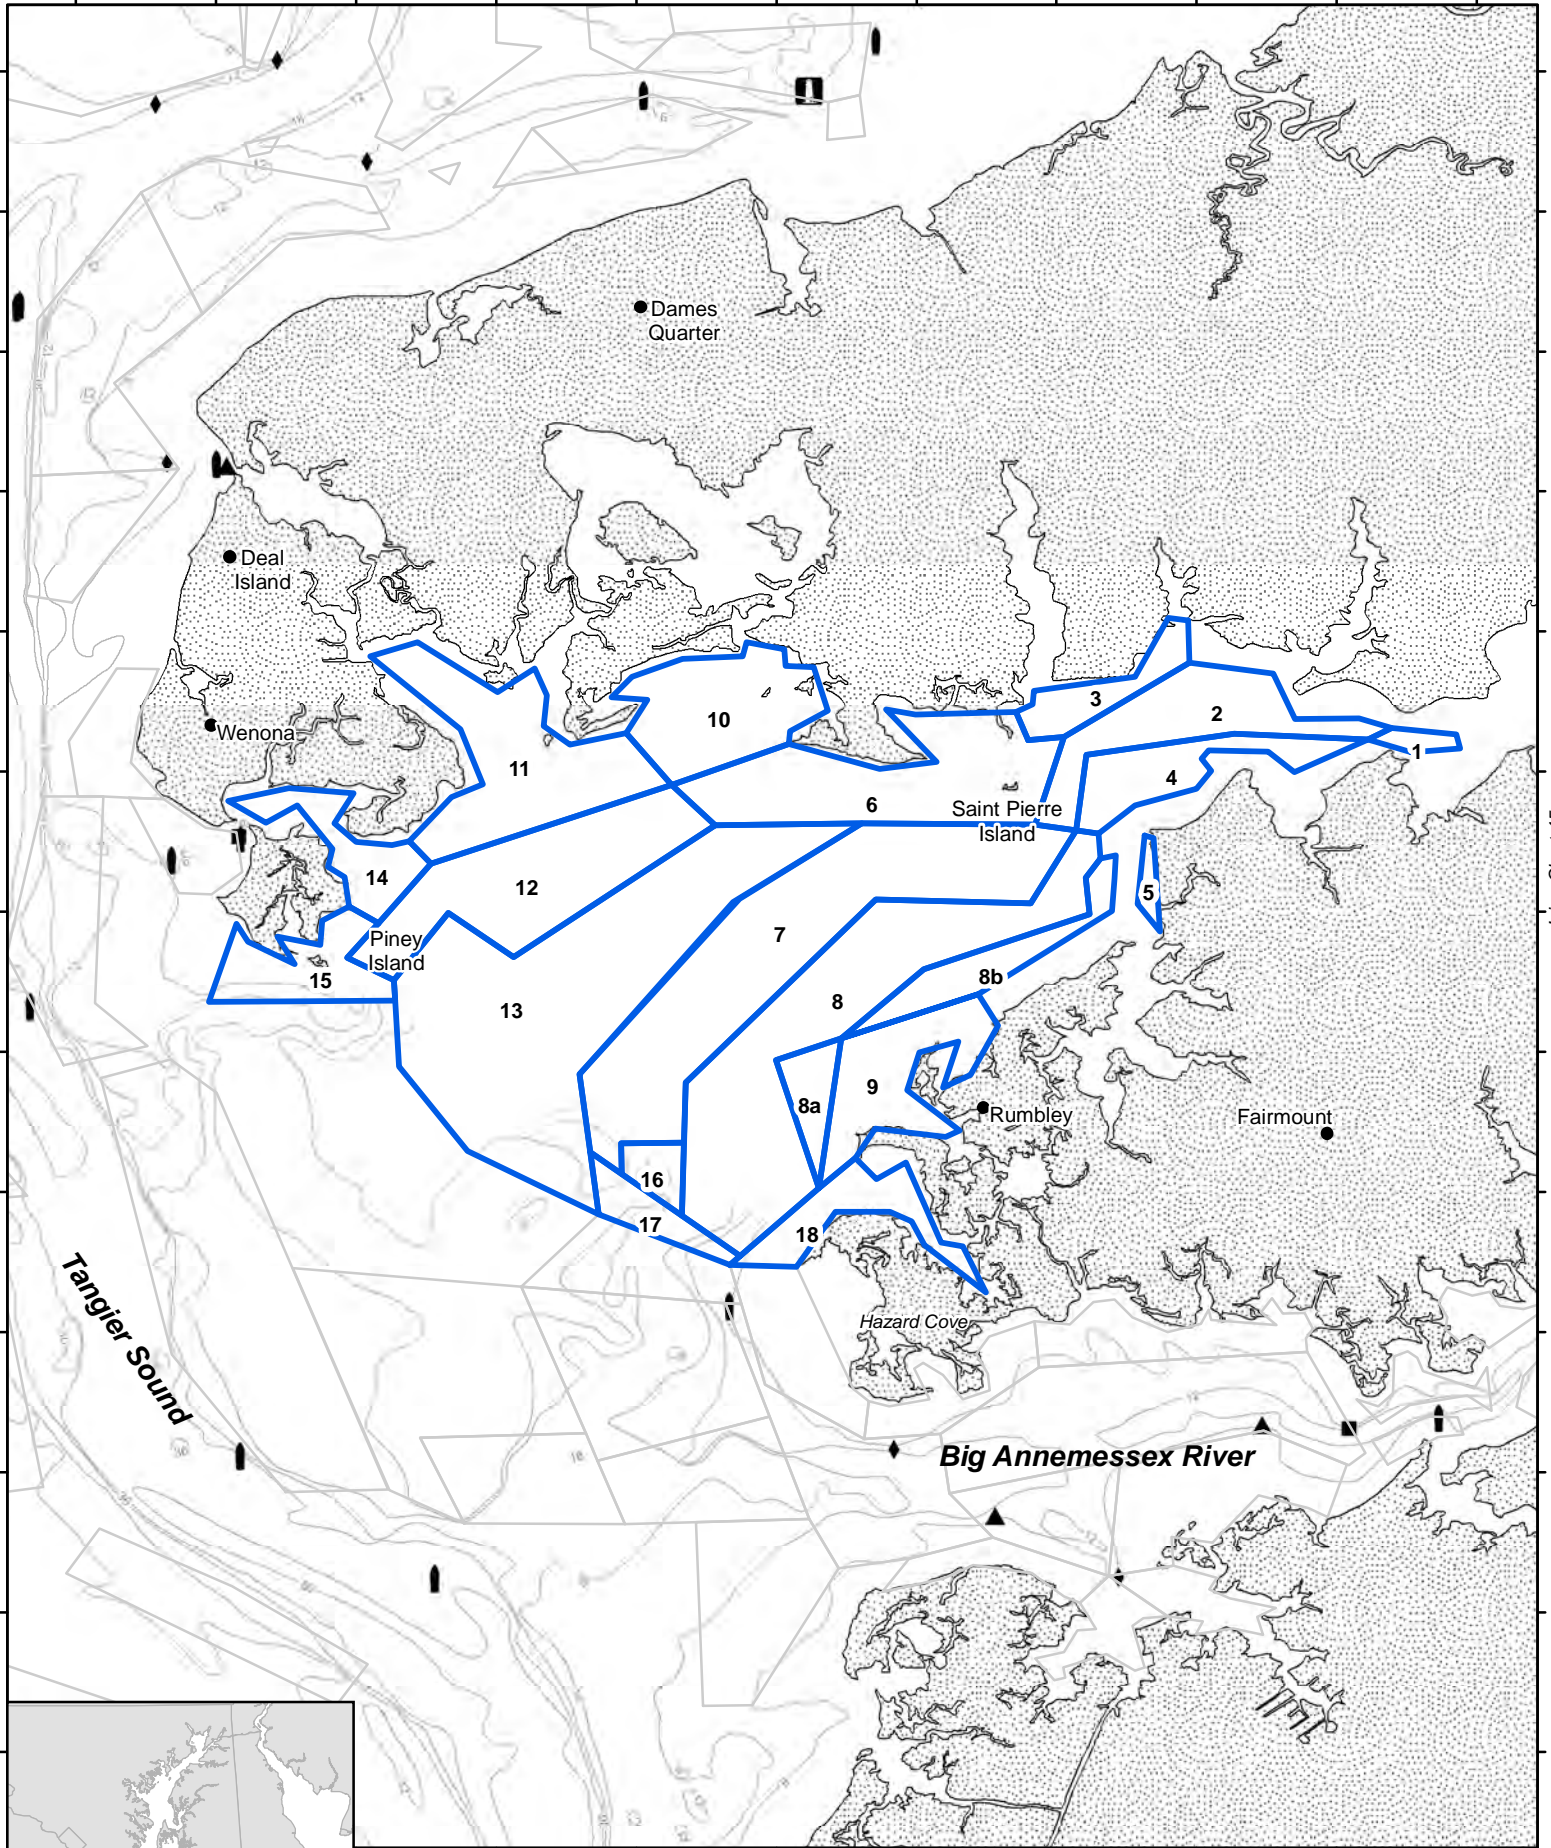 Dames
Quarter
Deal
Island
Wenona
3
2
10
1
11
4
6
Saint Pierre
Island
14
12
5
7
Piney
Island
15
8b
13
8
9
8a
Rumbley
Fairmount
16
17
18
Tangier Sound
Hazard Cove
Big Annemessex River